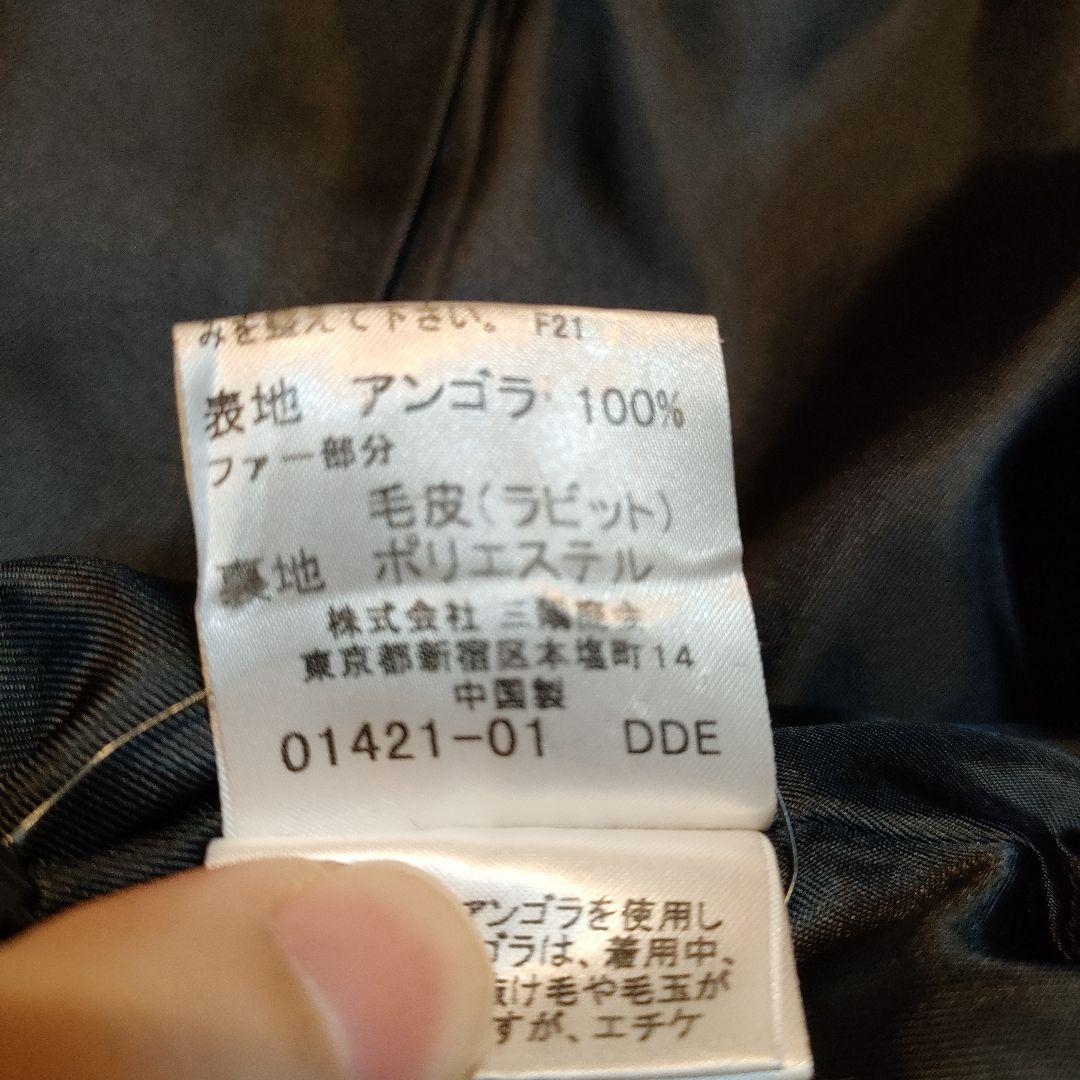 みを整えて下さい。 F21
表地 アンゴラ 100%
ファー部分
毛皮(ラビット)
裏地 ポリエステル
株式会社 三陽商会
東京都新宿区本塩町14
中国製
01421-01 DDE
アンゴラを使用し
ゴラは、着用中、
抜け毛や毛玉が
すが、エチケ